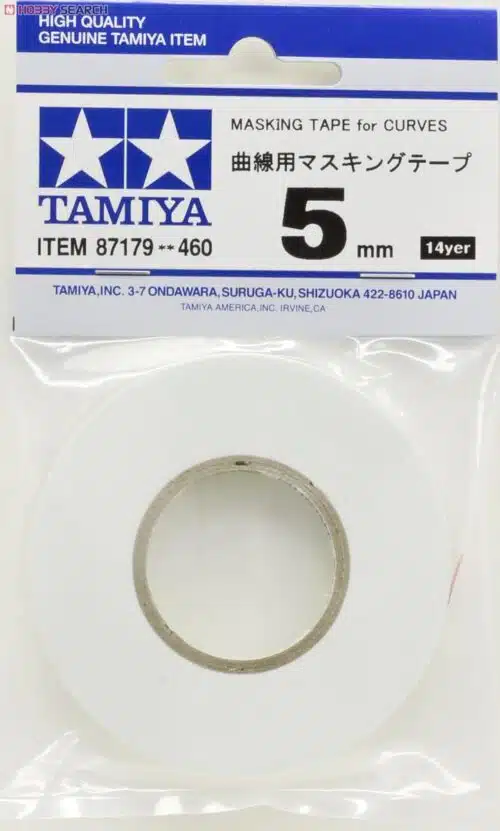 HOBBY SEARCH
HIGH QUALITY
GENUINE TAMIYA ITEM
MASKING TAPE for CURVES
曲線用マスキングテープ
TAMIYA
5 mm
14yer
ITEM 87179 ** 460
TAMIYA,INC. 3-7 ONDAWARA,SURUGA-KU,SHIZUOKA 422-8610 JAPAN
TAMIYA AMERICA,INC. IRVINE,CA